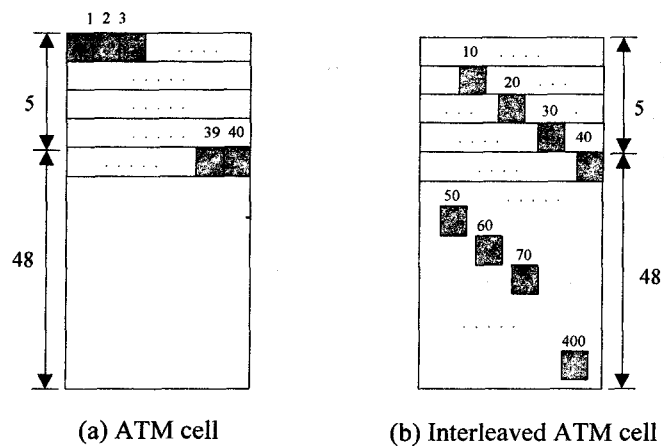 1 2 3
. . . .
. . . . .
. . . . .
. . . . . 39 40
. . . . .
5
48
(a) ATM cell
. . . . .
10
20 . . .
. . . 30
. . . . 40
. . . . .
. . . . . .
50
60
70
. . . . .
400
5
48
(b) Interleaved ATM cell